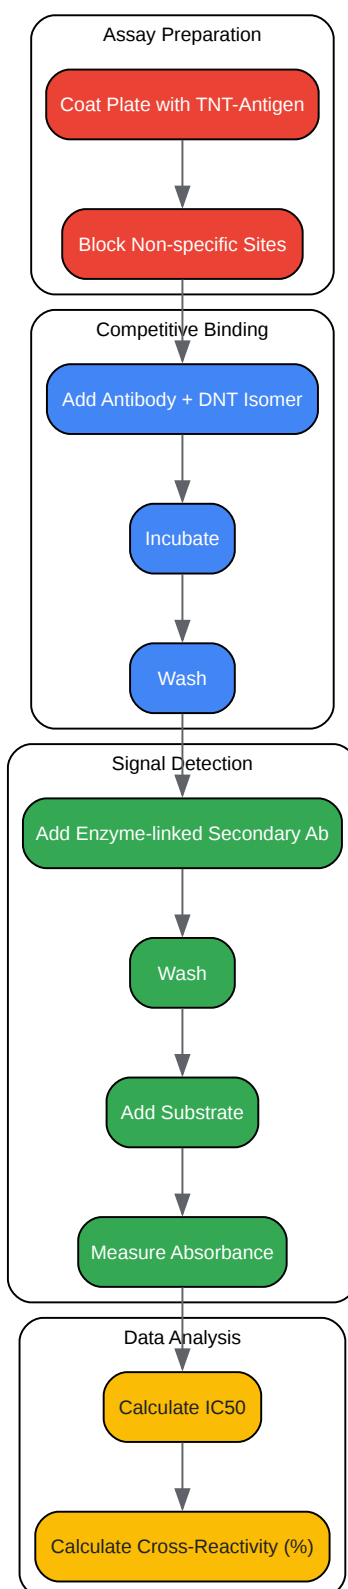 Assay Preparation
Coat Plate with TNT-Antigen
Block Non-specific Sites
Competitive Binding
Add Antibody + DNT Isomer
Incubate
Wash
Signal Detection
Add Enzyme-linked Secondary Ab
Wash
Add Substrate
Measure Absorbance
Data Analysis
Calculate IC50
Calculate Cross-Reactivity (%)